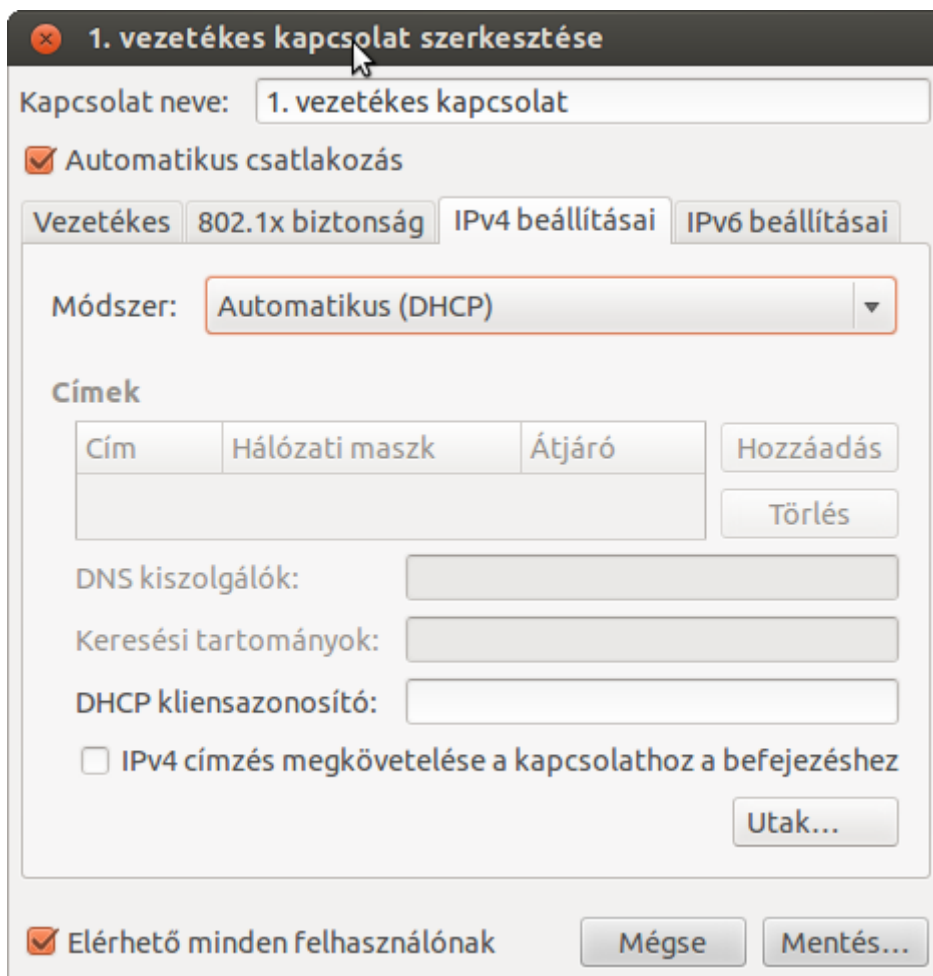 1. vezetékes kapcsolat szerkesztése
Kapcsolat neve: 1. vezetékes kapcsolat
Automatikus csatlakozás
Vezetékes 802.1x biztonság IPv4 beállításai IPv6 beállításai
Módszer: Automatikus (DHCP)
Címek
Cím Hálózati maszk Átjáró Hozzáadás
Törlés
DNS kiszolgálók:
Keresési tartományok:
DHCP kliensazonosító:
IPv4 címzés megkövetelése a kapcsolathoz a befejezéshez
Utak...
Elérhető minden felhasználónak Mégse Mentés...